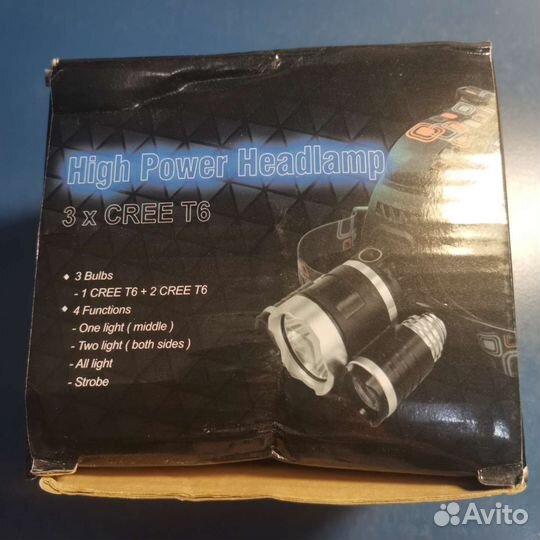 High Power Headlamp
3 x CREE T6
• 3 Bulbs
- 1 CREE T6 + 2 CREE T6
• 4 Functions
- One light ( middle )
- Two light ( both sides )
- All light
- Strobe
Avito